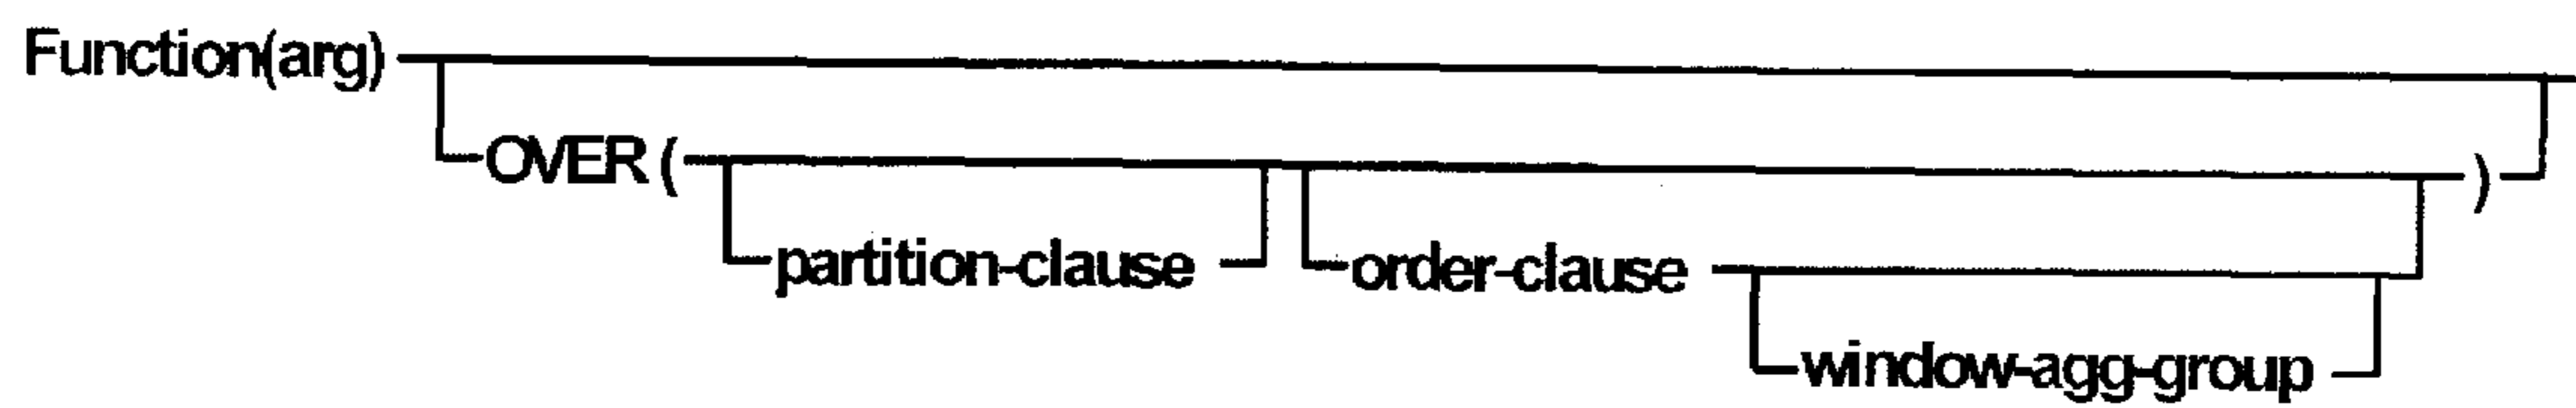 Function(arg)
OVER ( )
partition-clause order-clause
window-agg-group